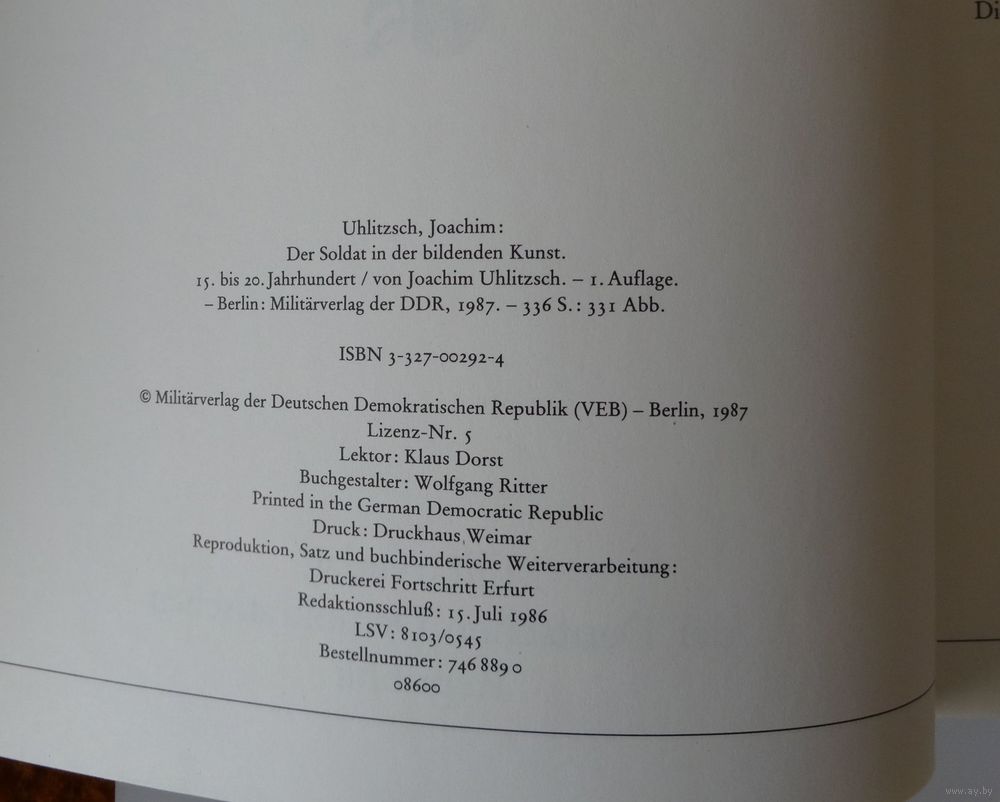 Di
Uhlitzsch, Joachim:
Der Soldat in der bildenden Kunst.
15. bis 20. Jahrhundert / von Joachim Uhlitzsch. – 1. Auflage.
– Berlin: Militärverlag der DDR, 1987. – 336 S.: 331 Abb.
ISBN 3-327-00292-4
© Militärverlag der Deutschen Demokratischen Republik (VEB) – Berlin, 1987
Lizenz-Nr. 5
Lektor: Klaus Dorst
Buchgestalter: Wolfgang Ritter
Printed in the German Democratic Republic
Druck: Druckhaus Weimar
Reproduktion, Satz und buchbinderische Weiterverarbeitung:
Druckerei Fortschritt Erfurt
Redaktionsschluß: 15. Juli 1986
LSV: 8103/0545
Bestellnummer: 746 889 0
08600
www.ay.by